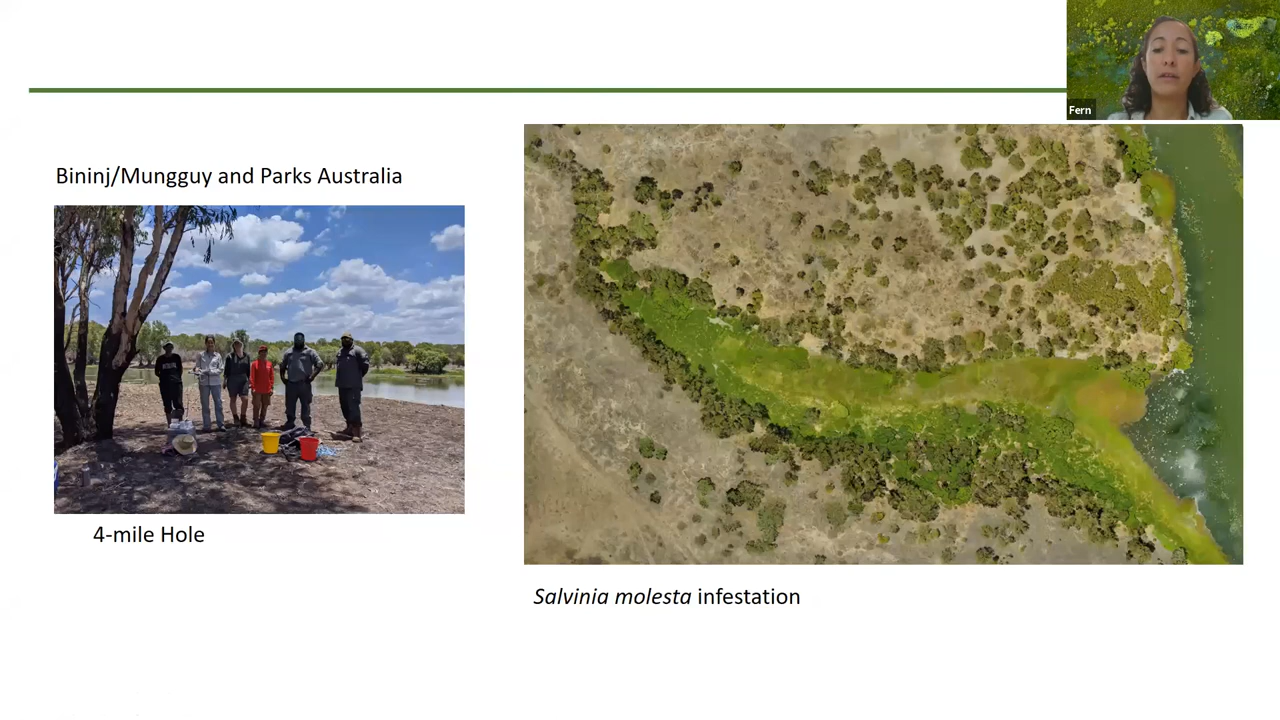 Fern
Bininj/Mungguy and Parks Australia
4-mile Hole
Salvinia molesta infestation